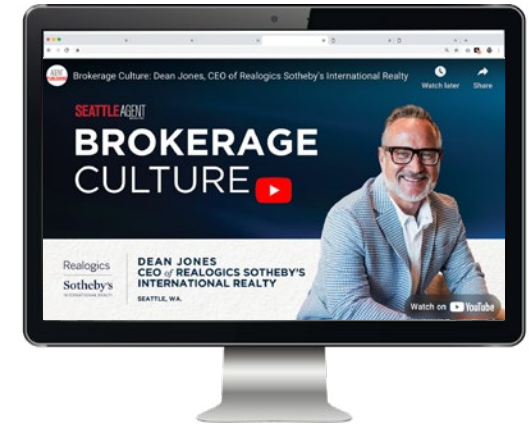 Brokerage Culture: Dean Jones, CEO of Realogics Sotheby's International Realty
Watch later
Share
SEATTLEAGENT
BROKERAGE
CULTURE
Realogics
Sotheby's
INTERNATIONAL REALTY
DEAN JONES
CEO of REALOGICS SOTHEBY'S
INTERNATIONAL REALTY
SEATTLE, WA.
Watch on YouTube